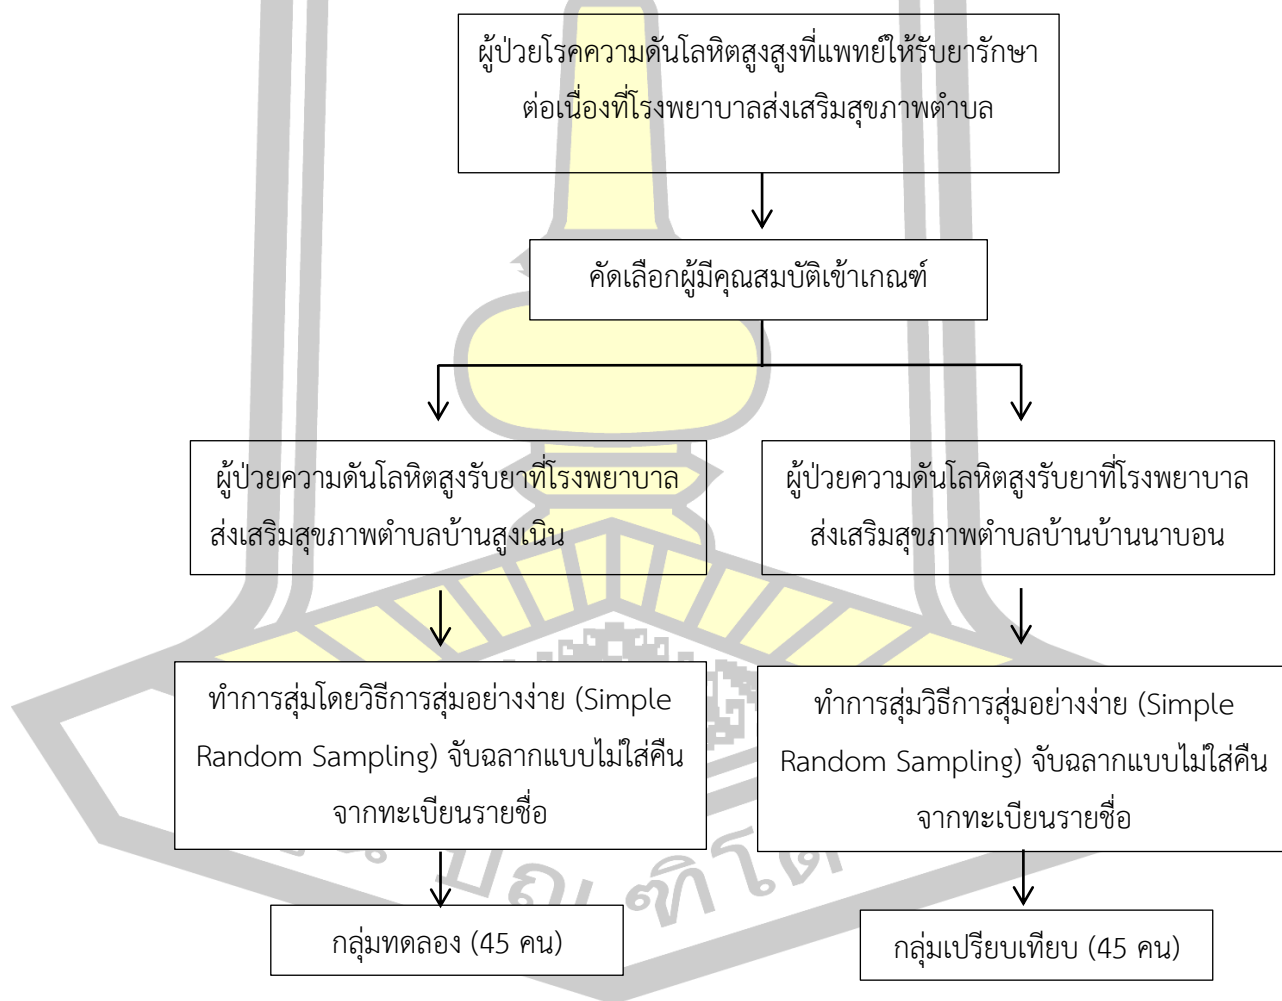 ผู้ป่วยโรคความดันโลหิตสูงสูงที่แพทย์ให้รับยารักษา
ต่อเนื่องที่โรงพยาบาลส่งเสริมสุขภาพตำบล
คัดเลือกผู้มีคุณสมบัติเข้าเกณฑ์
ผู้ป่วยความดันโลหิตสูงรับยาที่โรงพยาบาล
ส่งเสริมสุขภาพตำบลบ้านสูงเนิน
ผู้ป่วยความดันโลหิตสูงรับยาที่โรงพยาบาล
ส่งเสริมสุขภาพตำบลบ้านบ้านนาบอน
ทำการสุ่มโดยวิธีการสุ่มอย่างง่าย (Simple
Random Sampling) จับฉลากแบบไม่ใส่คืน
จากทะเบียนรายชื่อ
ทำการสุ่มวิธีการสุ่มอย่างง่าย (Simple
Random Sampling) จับฉลากแบบไม่ใส่คืน
จากทะเบียนรายชื่อ
กลุ่มทดลอง (45 คน)
กลุ่มเปรียบเทียบ (45 คน)